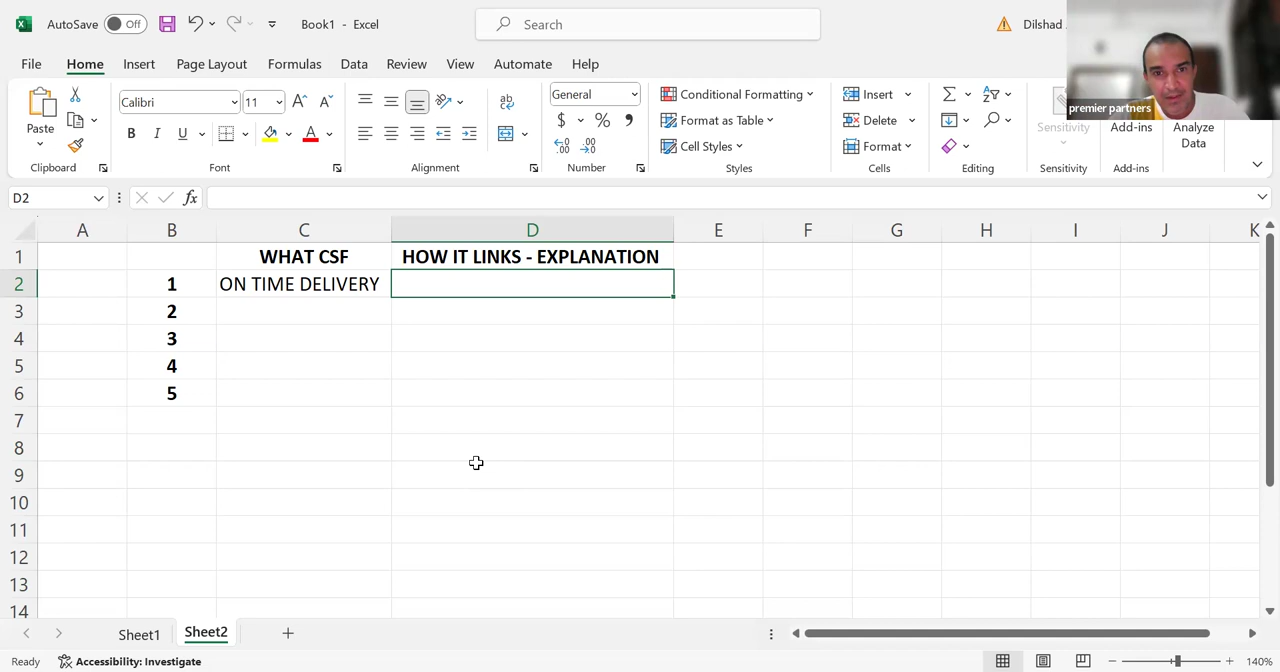 AutoSave Off Book1 - Excel Search Dilshad
File Home Insert Page Layout Formulas Data Review View Automate Help
premier partners
Paste Calibri 11 General Conditional Formatting Insert
Format as Table Delete
Cell Styles Format
Sensitivity Add-ins Analyze Data
Clipboard Font Alignment Number Styles Cells Editing Sensitivity Add-ins
D2 fx
A B C D E F G H I J K
1 WHAT CSF HOW IT LINKS - EXPLANATION
2 1 ON TIME DELIVERY
3 2
4 3
5 4
6 5
7
8
9
10
11
12
13
14
Sheet1 Sheet2
Ready Accessibility: Investigate 140%